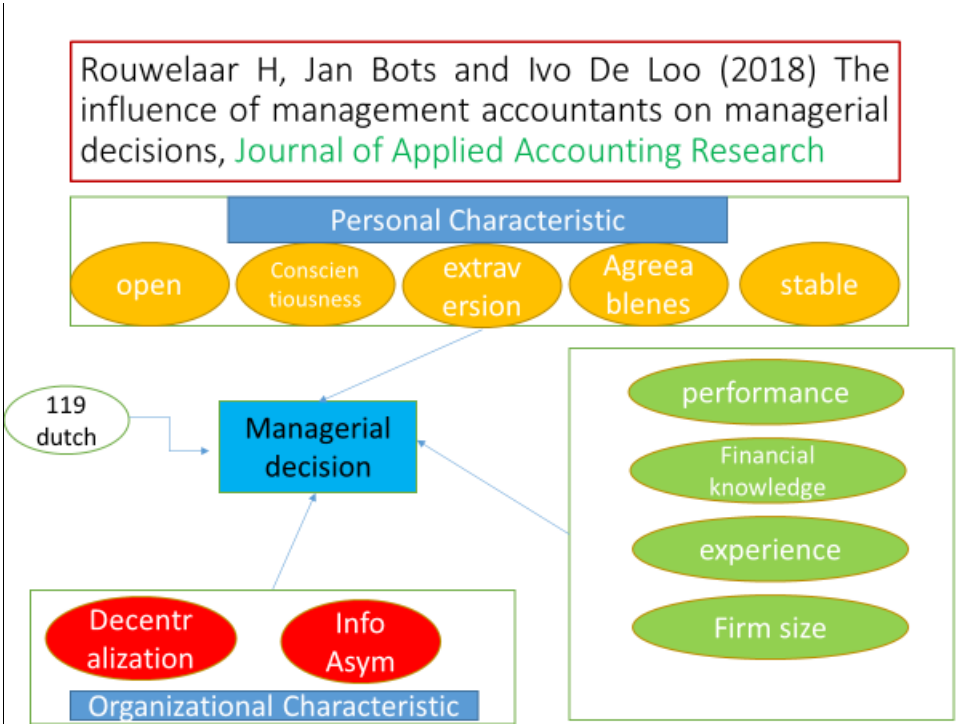 Rouwelaar H, Jan Bots and Ivo De Loo (2018) The
influence of management accountants on managerial
decisions, Journal of Applied Accounting Research
Personal Characteristic
open
Conscien
tiousness
extrav
ersion
Agreea
blenes
stable
119
dutch
Managerial
decision
performance
Financial
knowledge
experience
Firm size
Decentr
alization
Info
Asym
Organizational Characteristic